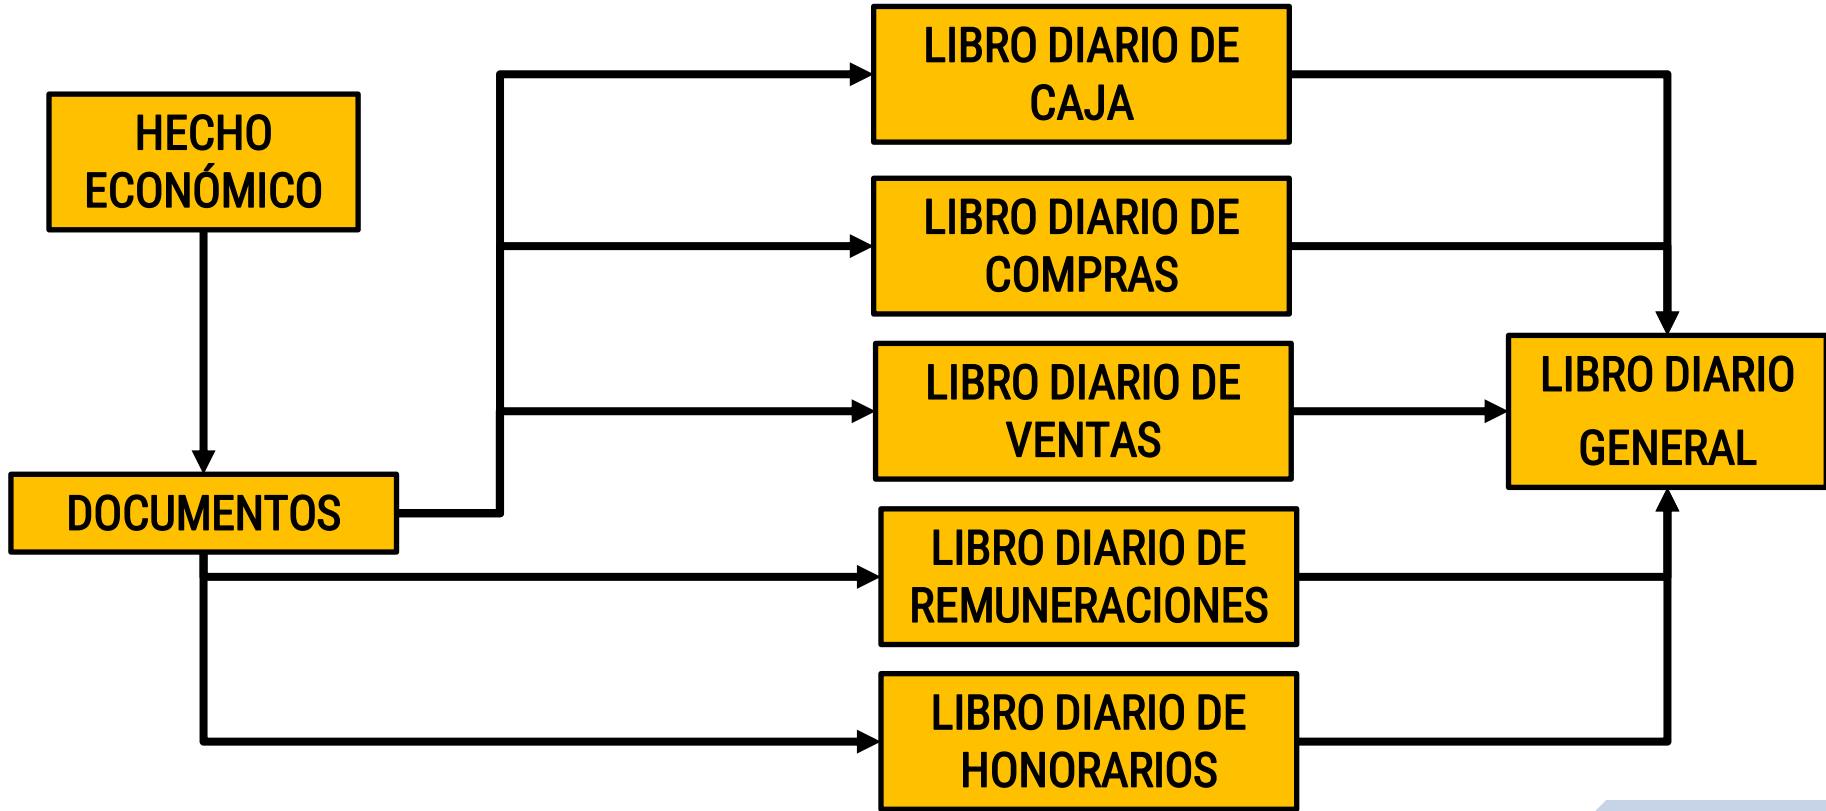 HECHO
ECONÓMICO
DOCUMENTOS
LIBRO DIARIO DE
CAJA
LIBRO DIARIO DE
COMPRAS
LIBRO DIARIO DE
VENTAS
LIBRO DIARIO DE
REMUNERACIONES
LIBRO DIARIO DE
HONORARIOS
LIBRO DIARIO
GENERAL